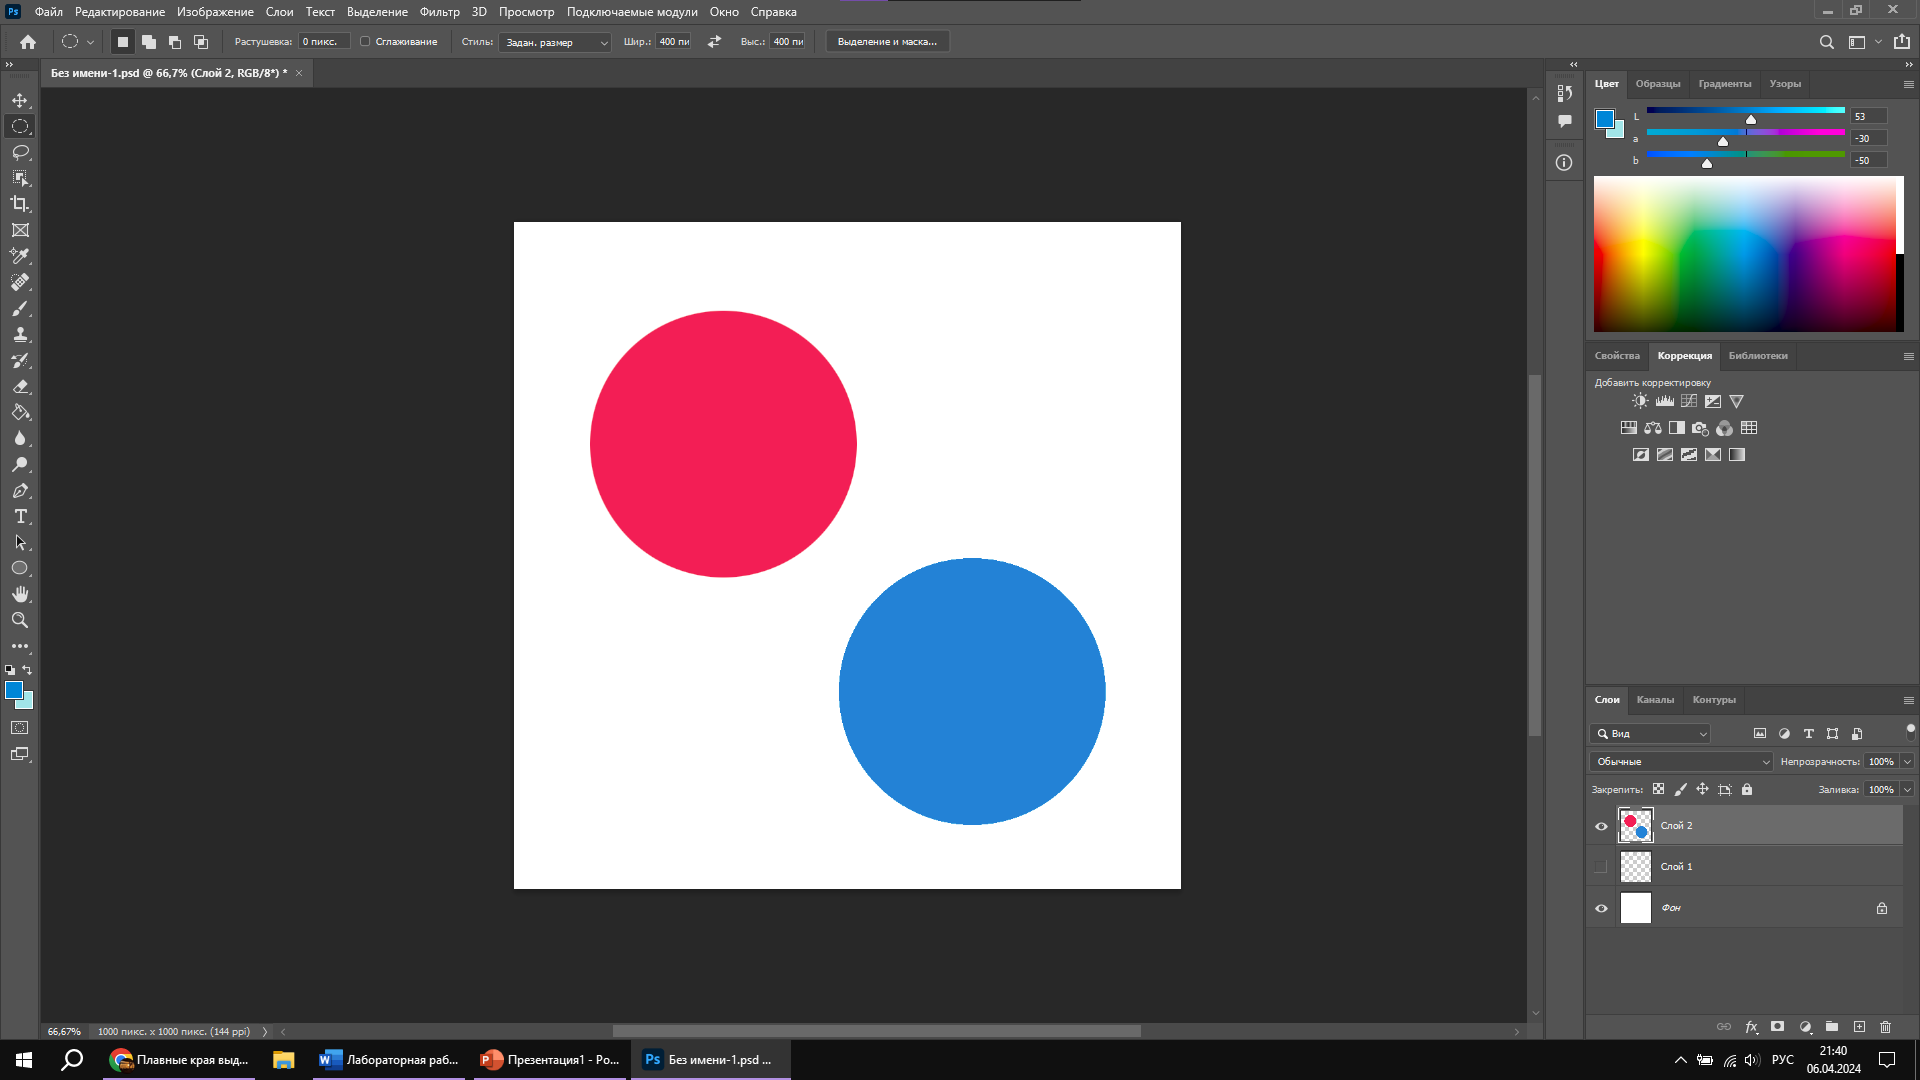 Ps Файл Редактирование Изображение Слои Текст Выделение Фильтр 3D Просмотр Подключаемые модули Окно Справка
Растушевка: 0 пикс. Сглаживание Стиль: Задан. размер Шир.: 400 пи Выс.: 400 пи Выделение и маска...
Без имени-1.psd @ 66,7% (Слой 2, RGB/8*) *
Цвет Образцы Градиенты Узоры
L 53
a -30
b -50
Свойства Коррекция Библиотеки
Добавить корректировку
Слои Каналы Контуры
Вид
Обычные Непрозрачность: 100%
Закрепить: Заливка: 100%
Слой 2
Слой 1
Фон
66,67% 1000 пикс. x 1000 пикс. (144 ppi)
Плавные края выд... Лабораторная раб... Презентация1 - Po... Ps Без имени-1.psd ... РУС 21:40
06.04.2024